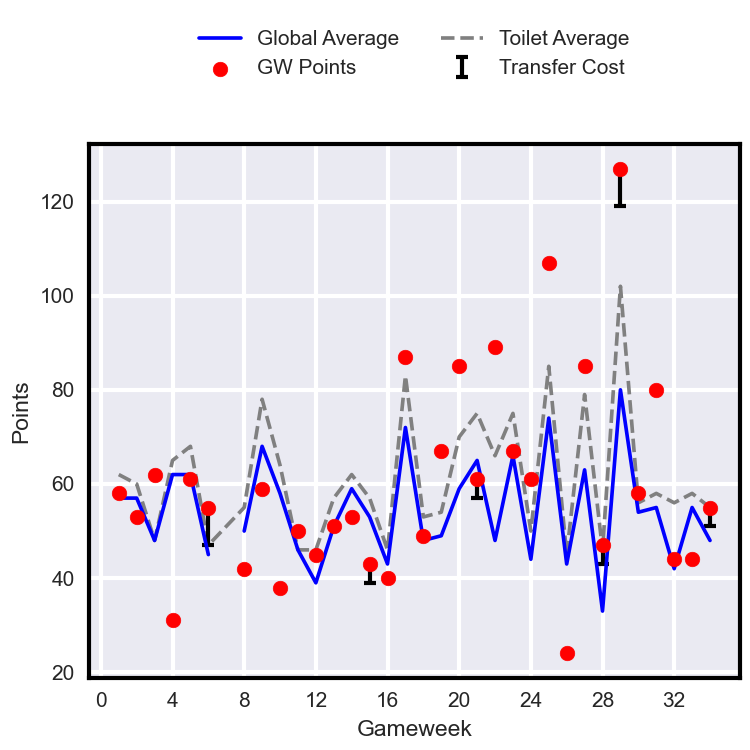 Global Average
Toilet Average
GW Points
Transfer Cost
120
100
80
60
40
20
Points
0 4 8 12 16 20 24 28 32
Gameweek